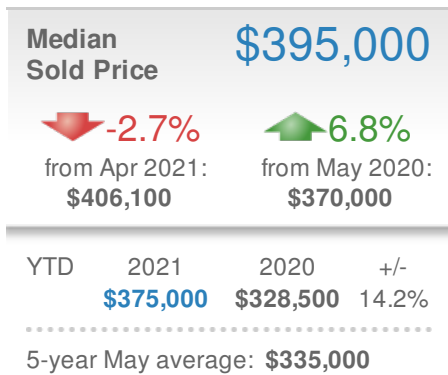 Median $395,000
Sold Price
-2.7% 6.8%
from Apr 2021: from May 2020:
$406,100 $370,000
YTD 2021 2020 +/-
$375,000 $328,500 14.2%
5-year May average: $335,000